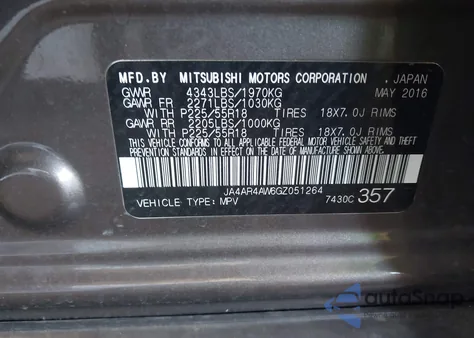 MFD.BY MITSUBISHI MOTORS CORPORATION, JAPAN
GVWR 4343LBS/1970KG MAY 2016
GAWR FR 2271LBS/1030KG
WITH P225/55R18 TIRES 18X7.0J RIMS
GAWR RR 2205LBS/1000KG
WITH P225/55R18 TIRES 18X7.0J RIMS
THIS VEHICLE CONFORMS TO ALL APPLICABLE FEDERAL MOTOR VEHICLE SAFETY AND THEFT
PREVENTION STANDARDS IN EFFECT ON THE DATE OF MANUFACTURE SHOWN ABOVE.
JA4AR4AW6GZ051264
VEHICLE TYPE: MPV 7430C 357
autoSnap